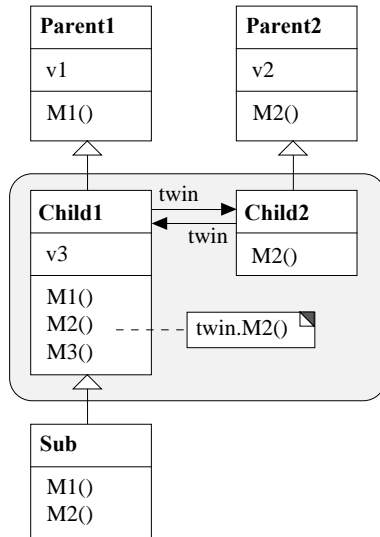 Parent1
v1
M1()
Parent2
v2
M2()
twin
twin
Child1
v3
M1()
M2()
M3()
Child2
M2()
twin.M2()
Sub
M1()
M2()